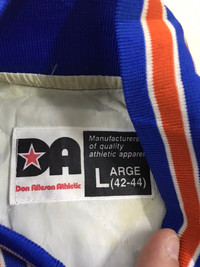 DA
Don Alleson Athletic
Manufacturers
of quality
athletic apparel
LARGE
(42-44)